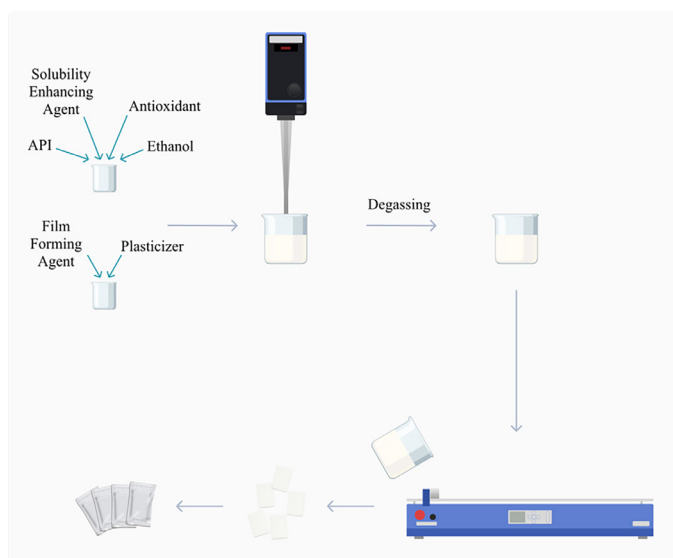 Solubility
Enhancing
Agent
Antioxidant
API
Ethanol
Film
Forming
Agent
Plasticizer
Degassing